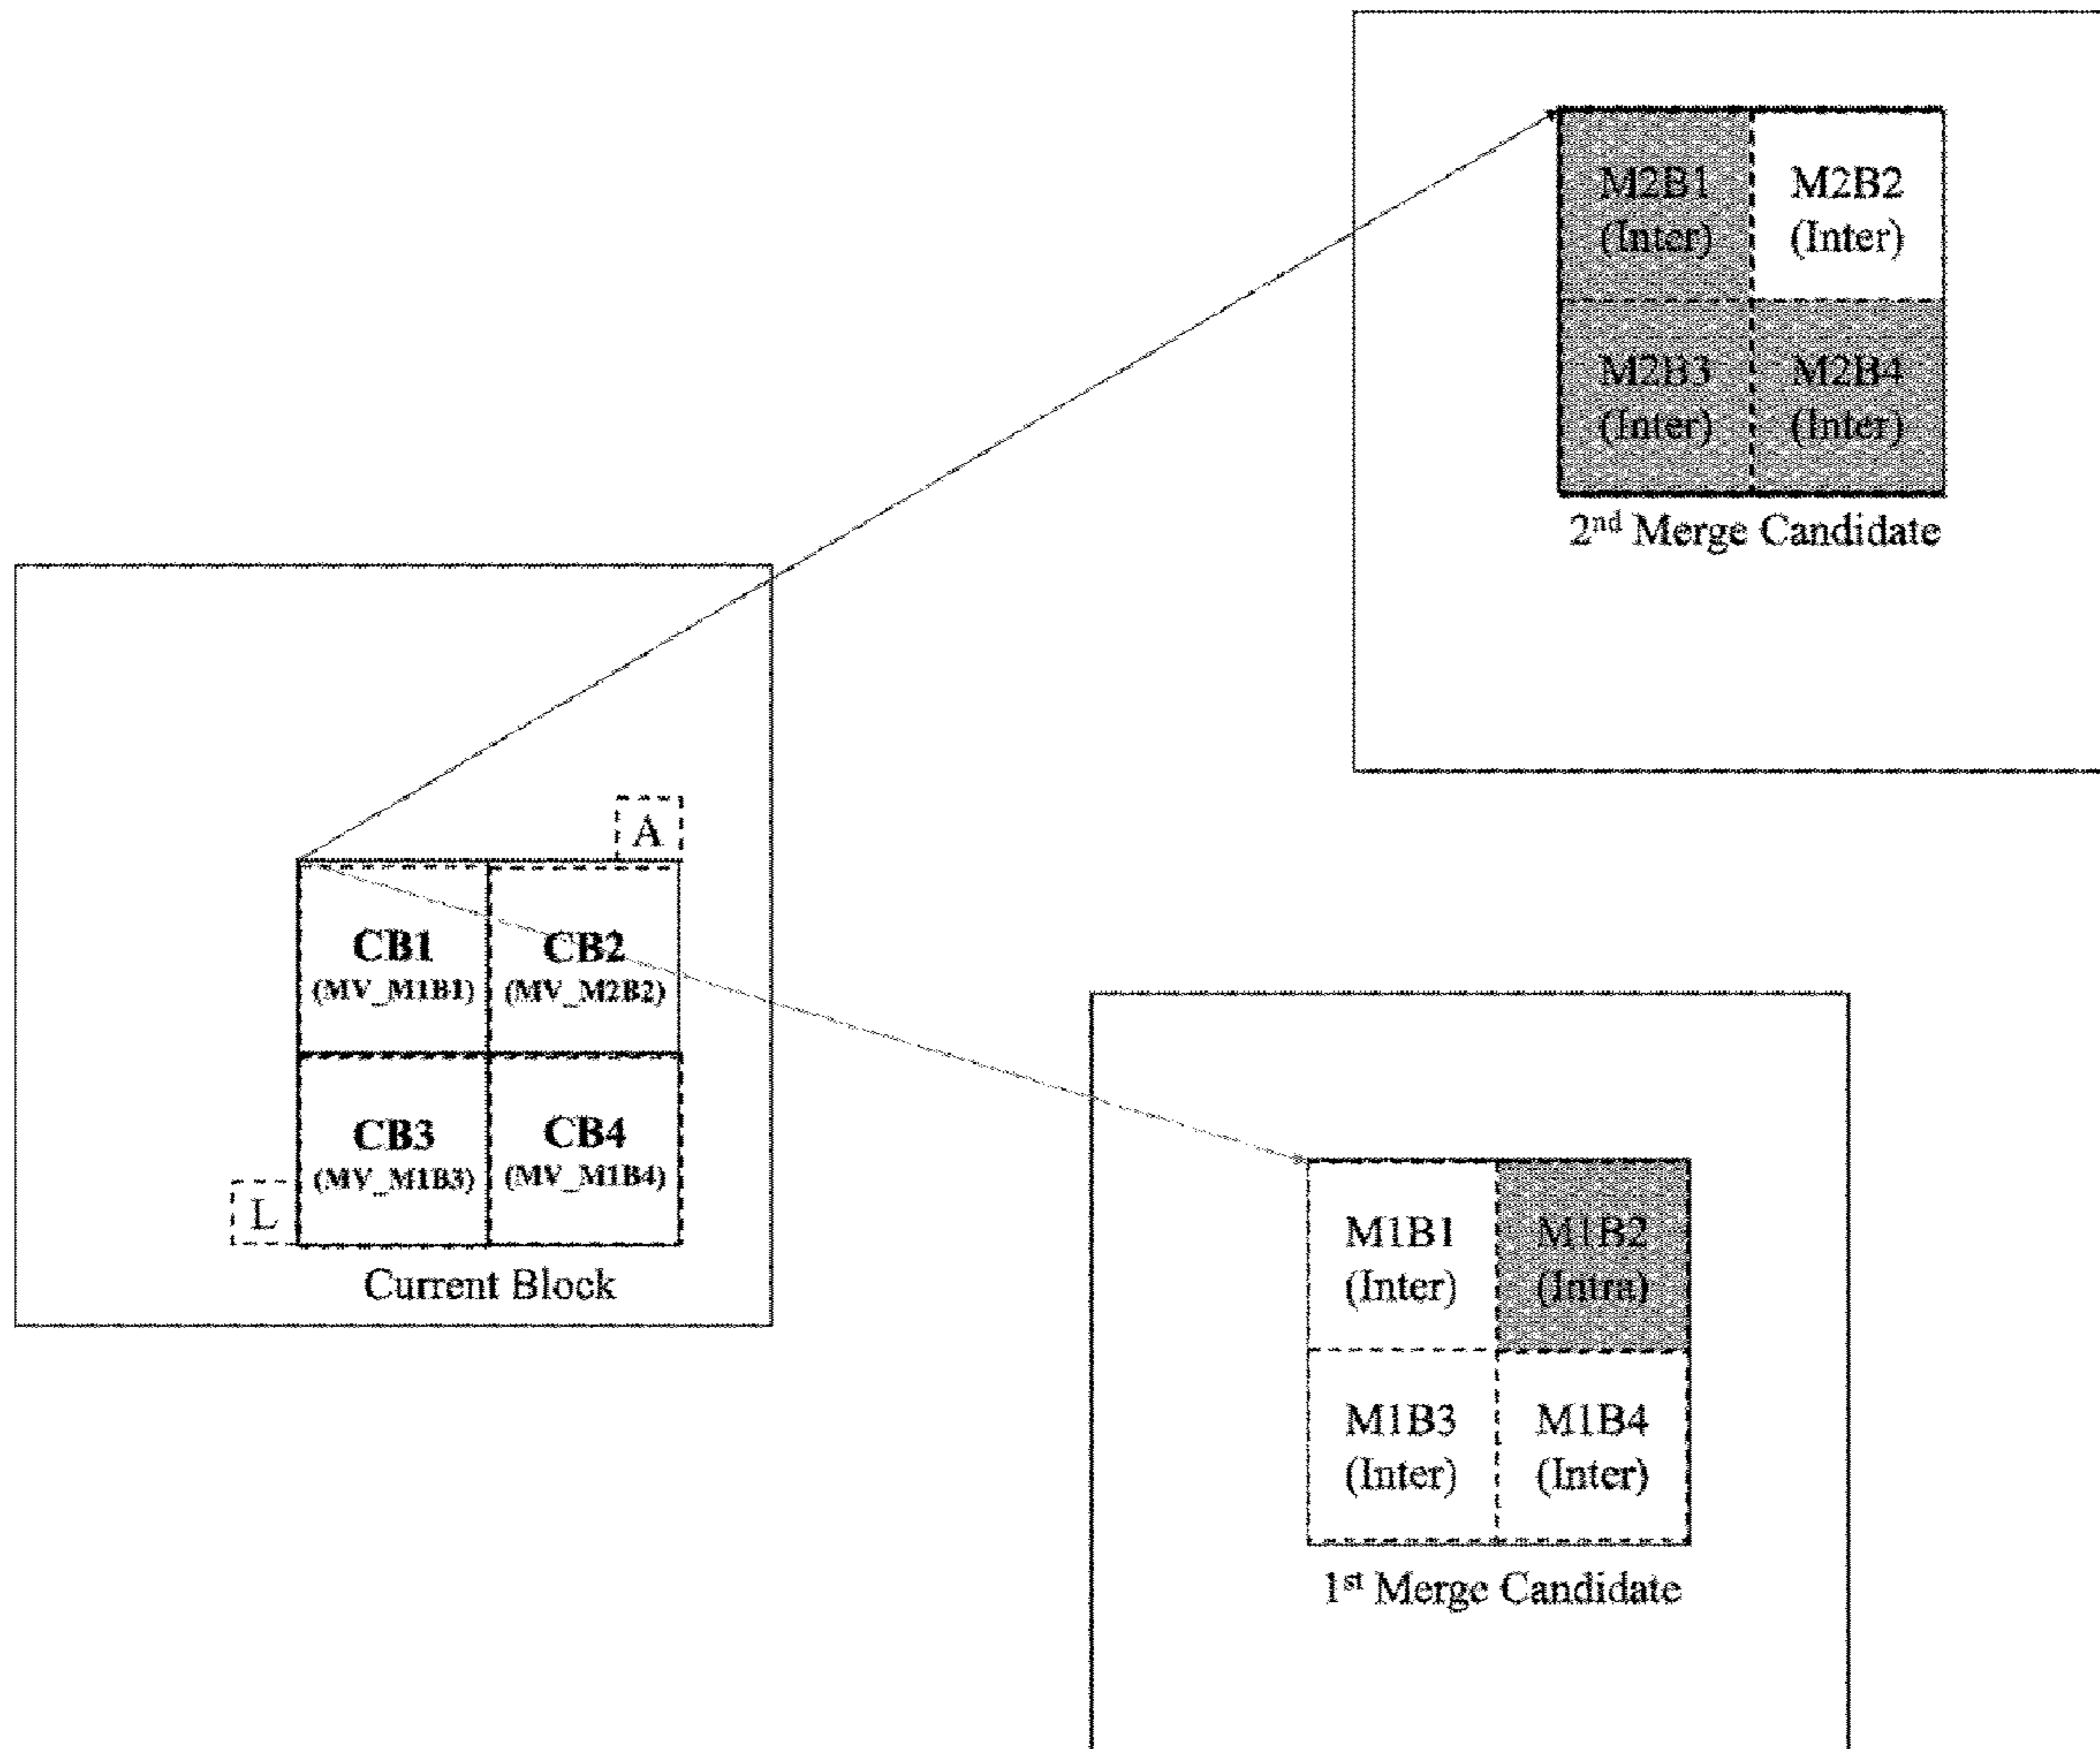 M2B1
(Inter)
M2B2
(Inter)
M2B3
(Inter)
M2B4
(Inter)
2nd Merge Candidate
A
CB1
(MV_M1B1)
CB2
(MV_M2B2)
CB3
(MV_M1B3)
CB4
(MV_M1B4)
L
Current Block
M1B1
(Inter)
M1B2
(Intra)
M1B3
(Inter)
M1B4
(Inter)
1st Merge Candidate